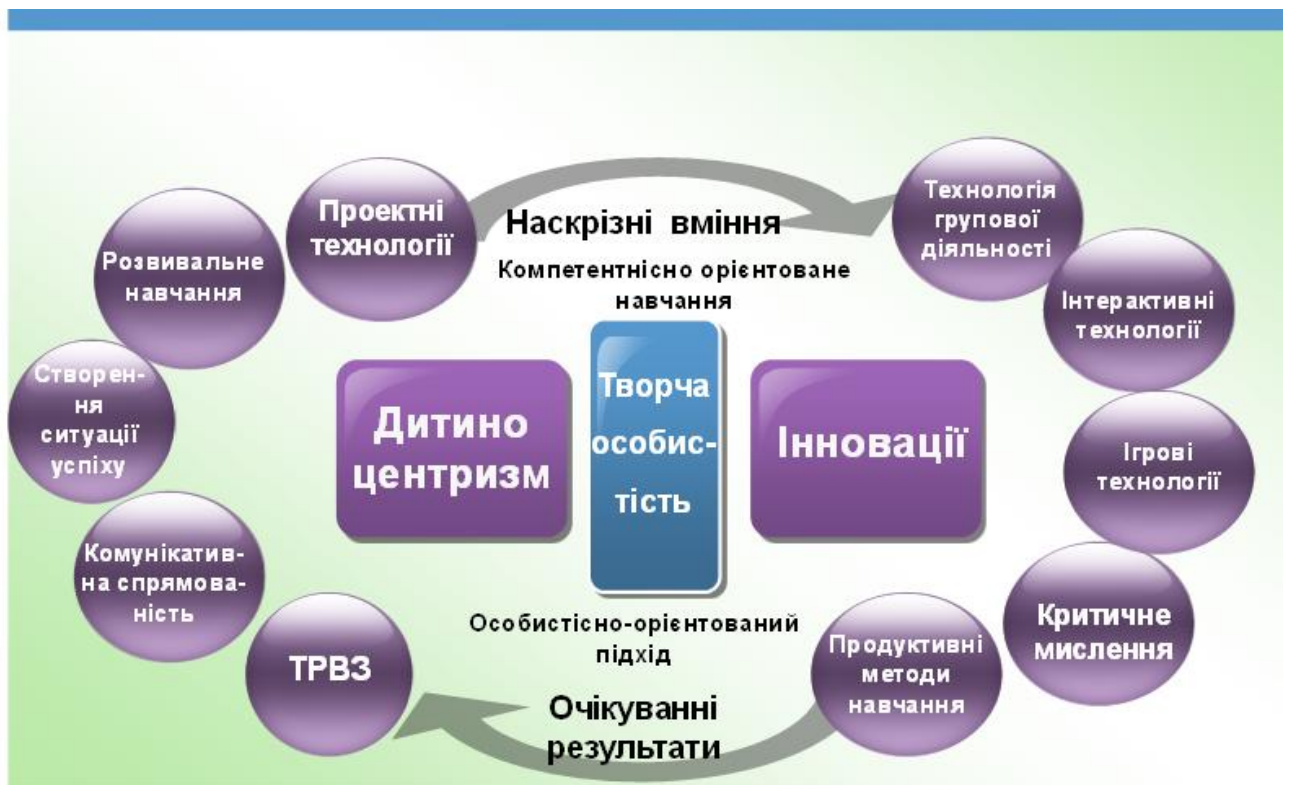 Проектні
технології
Розвивальне
навчання
Створен-
ня
ситуації
успіху
Комунікатив-
на спрямова-
ність
ТРВЗ
Наскрізні вміння
Компетентнісно орієнтоване
навчання
Дитино
центризм
Творча
особис-
тість
Інновації
Особистісно-орієнтований
підхід
Очікуванні
результати
Технологія
групової
діяльності
Інтерактивні
технології
Ігрові
технології
Критичне
мислення
Продуктивні
методи
навчання